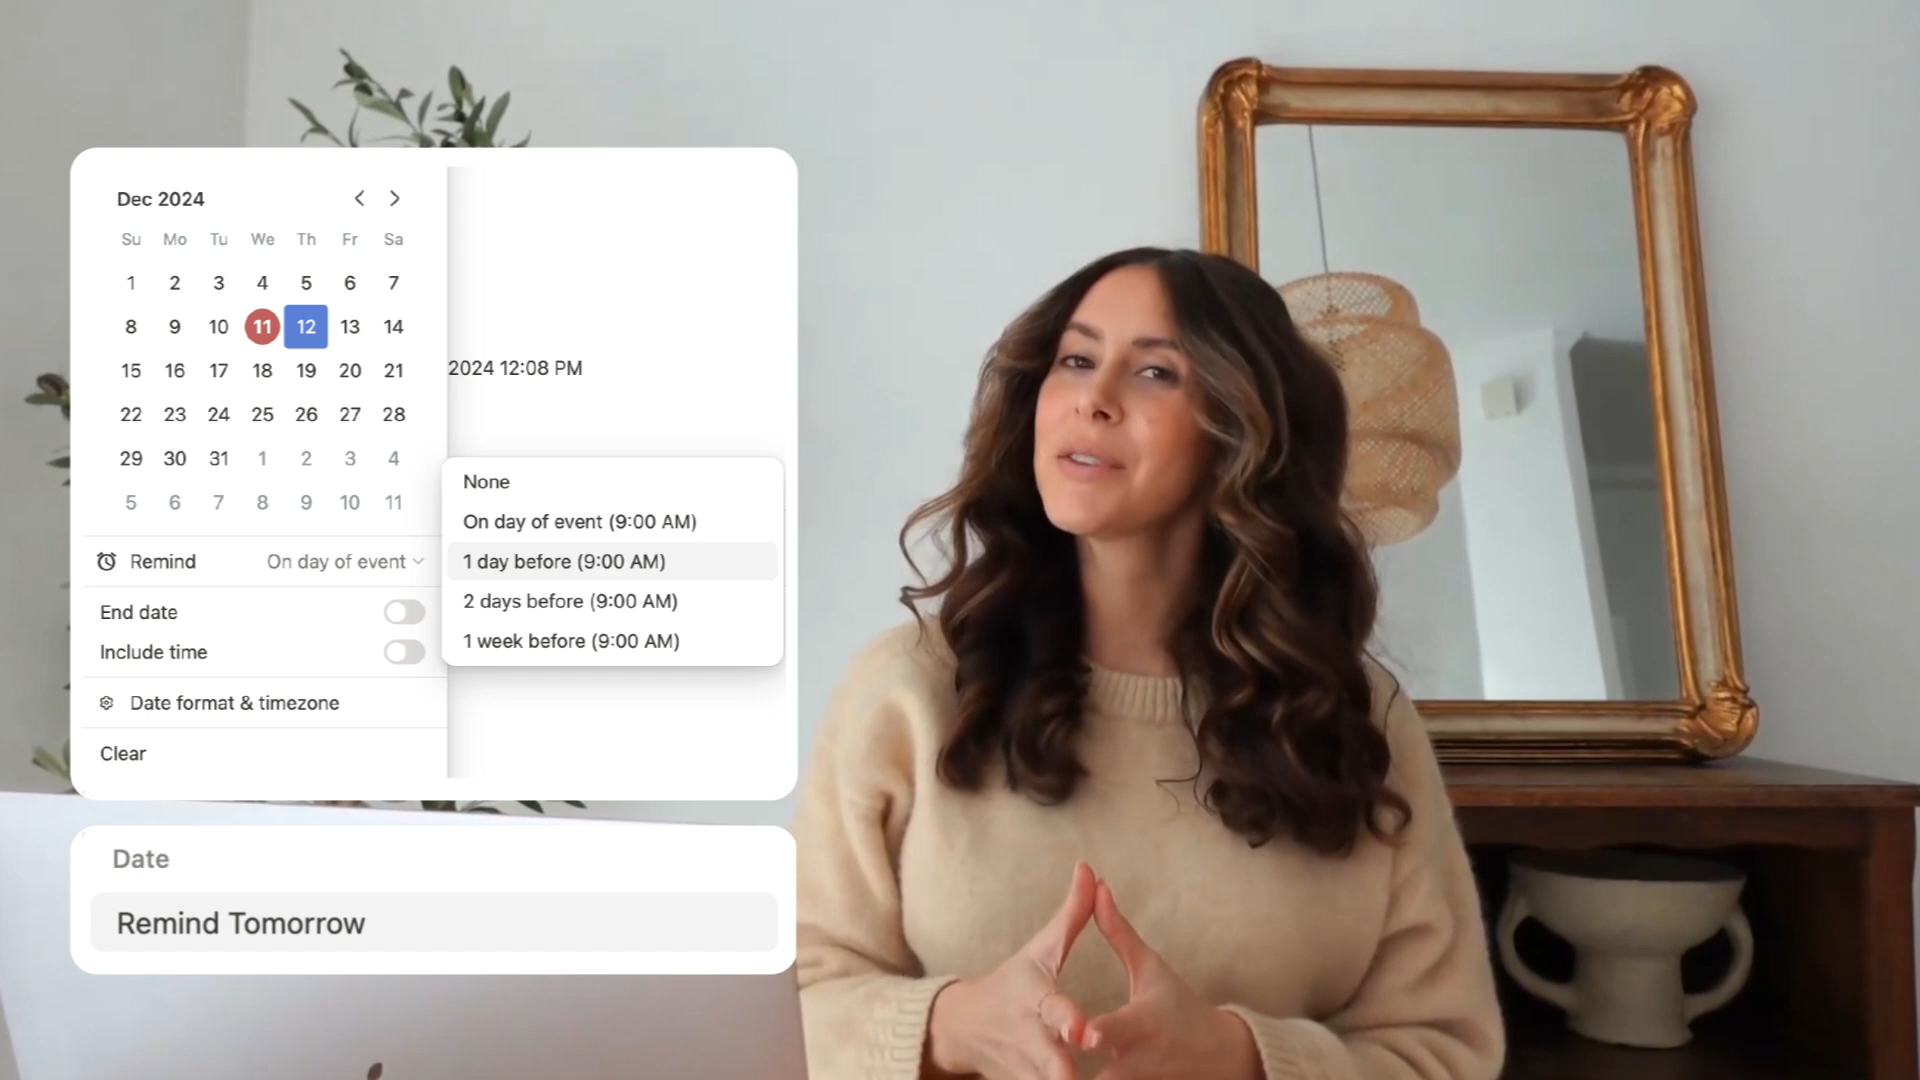 Dec 2024
Su Mo Tu We Th Fr Sa
1 2 3 4 5 6 7
8 9 10 11 12 13 14
15 16 17 18 19 20 21
22 23 24 25 26 27 28
29 30 31 1 2 3 4
5 6 7 8 9 10 11
Remind On day of event
End date
Include time
Date format & timezone
Clear
2024 12:08 PM
None
On day of event (9:00 AM)
1 day before (9:00 AM)
2 days before (9:00 AM)
1 week before (9:00 AM)
Date
Remind Tomorrow